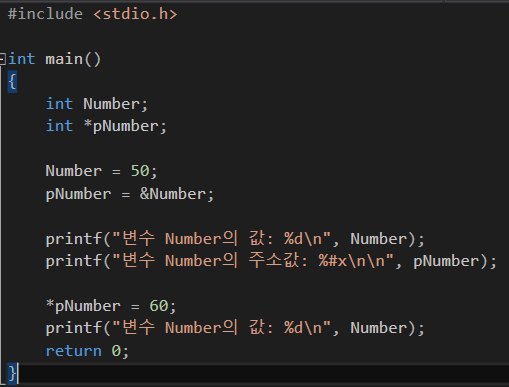 #include <stdio.h>
int main()
{
int Number;
int *pNumber;
Number = 50;
pNumber = &Number;
printf("변수 Number의 값: %d\n", Number);
printf("변수 Number의 주소값: %#x\n\n", pNumber);
*pNumber = 60;
printf("변수 Number의 값: %d\n", Number);
return 0;
}